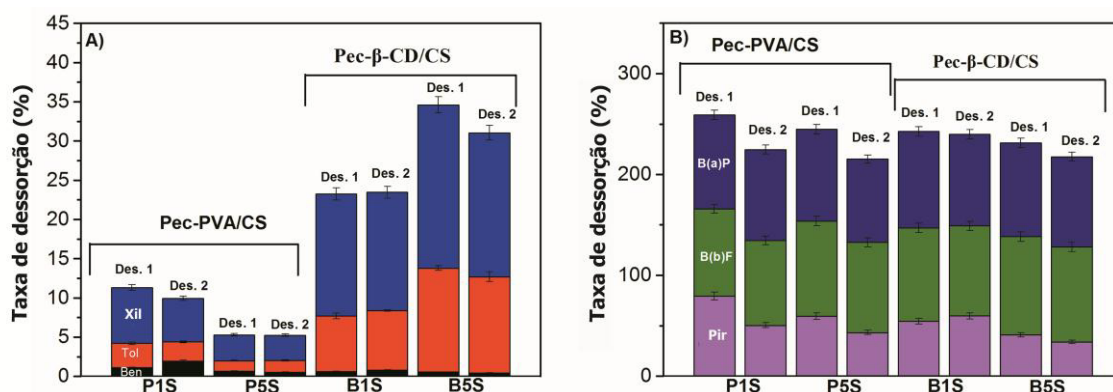 A)
Taxa de dessorção (%)
45
40
35
30
25
20
15
10
5
0
Pec-β-CD/CS
Des. 1
Des. 2
Des. 1
Des. 2
Pec-PVA/CS
Des. 1
Des. 2
Des. 1
Des. 2
Xil
Tol
Ben
P1S P5S B1S B5S
B)
Taxa de dessorção (%)
300
200
100
0
Pec-PVA/CS
Pec-β-CD/CS
Des. 1
Des. 2
Des. 1
Des. 2
Des. 1
Des. 2
Des. 1
Des. 2
B(a)P
B(b)F
Pir
P1S P5S B1S B5S